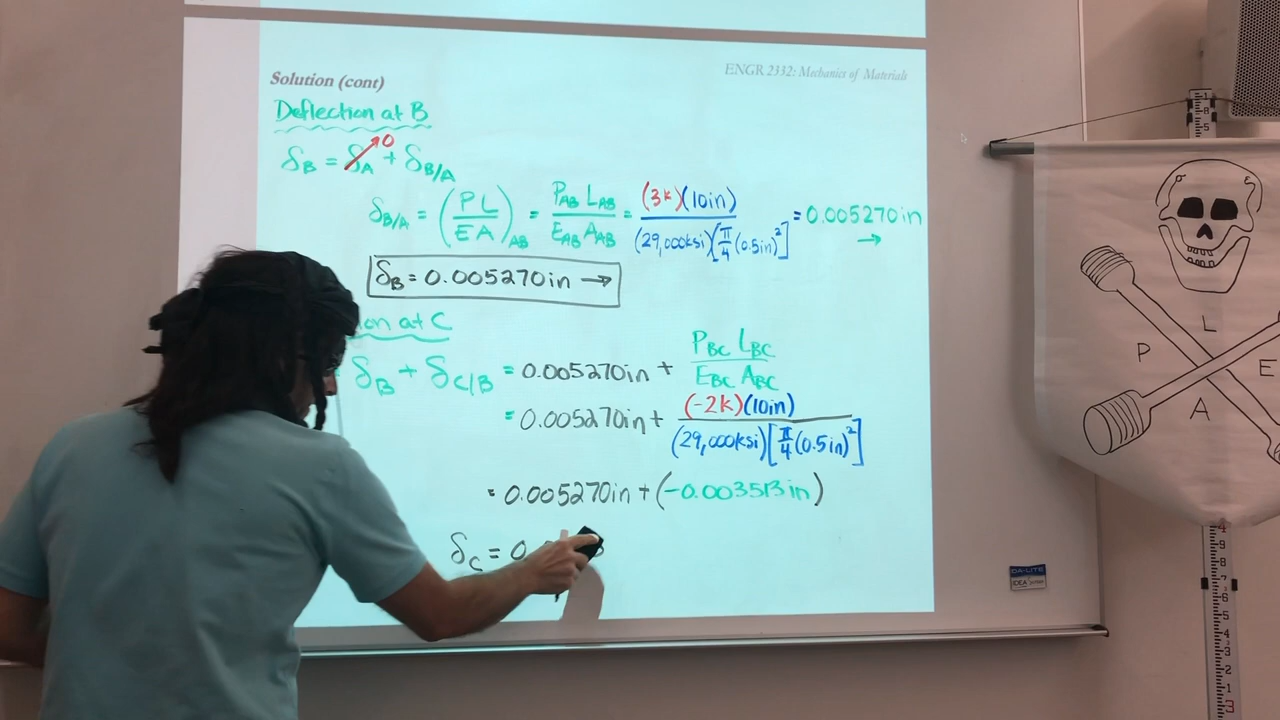 ENGR 2332: Mechanics of Materials
Solution (cont)
Deflection at B
δB = δA→0 + δB/A
δB/A = (PL/EA)AB = PAB LAB / EAB AAB = (3k)(10in) / (29,000ksi)[π/4(0.5in)²] = 0.005270in →
δB = 0.005270in →
ion at C
δB + δC/B = 0.005270in + PBC LBC / EBC ABC
= 0.005270in + (-2k)(10in) / (29,000ksi)[π/4(0.5in)²]
= 0.005270in + (-0.003513in)
δC = 0.
L
P E
A
DA-LITE